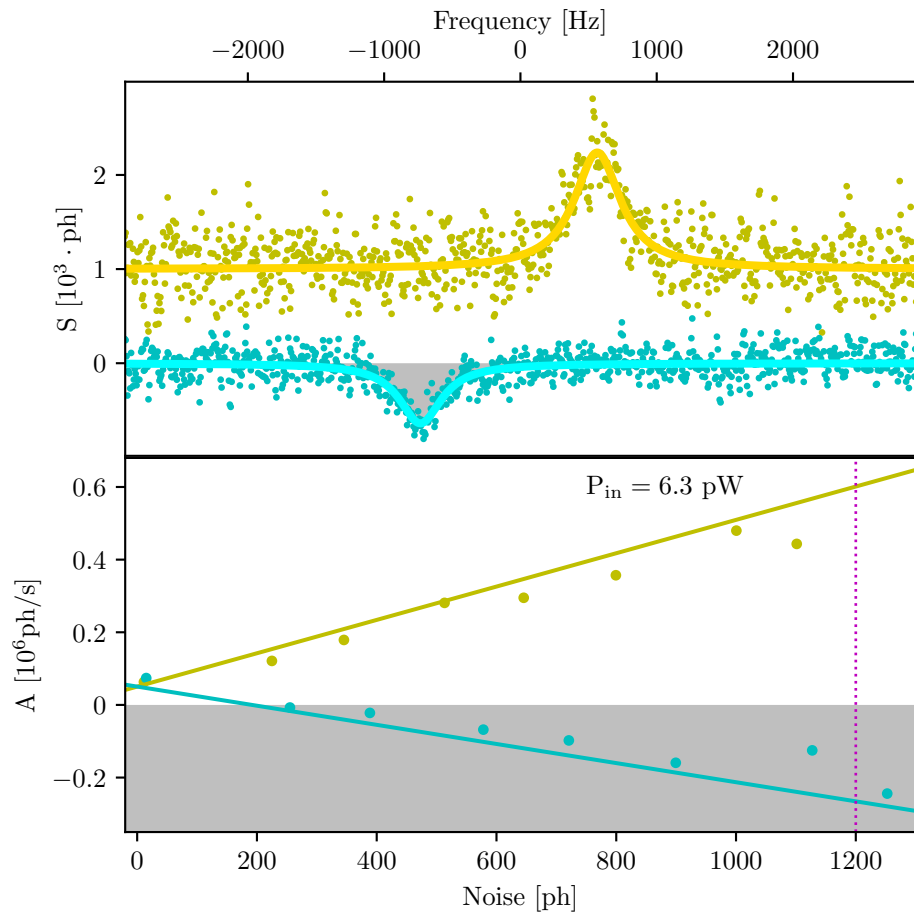 Frequency [Hz]
−2000 −1000 0 1000 2000
S [10³ · ph]
2
1
0
A [10⁶ph/s]
P_in = 6.3 pW
0.6
0.4
0.2
0
−0.2
0 200 400 600 800 1000 1200
Noise [ph]